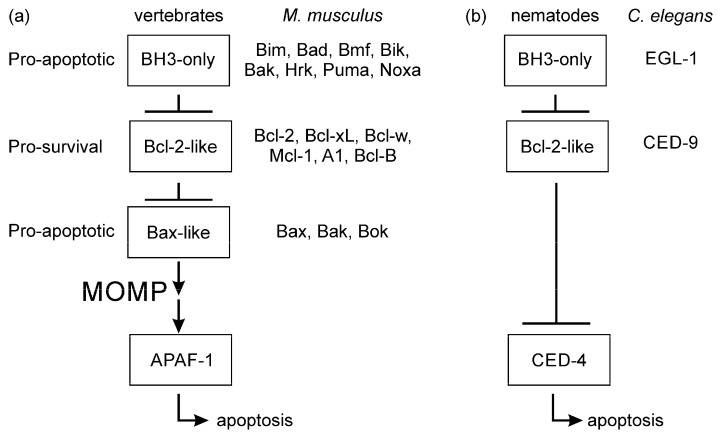 (a) vertebrates M. musculus
Pro-apoptotic BH3-only Bim, Bad, Bmf, Bik,
Bak, Hrk, Puma, Noxa
Pro-survival Bcl-2-like Bcl-2, Bcl-xL, Bcl-w,
Mcl-1, A1, Bcl-B
Pro-apoptotic Bax-like Bax, Bak, Bok
MOMP
APAF-1
apoptosis
(b) nematodes C. elegans
BH3-only EGL-1
Bcl-2-like CED-9
CED-4
apoptosis